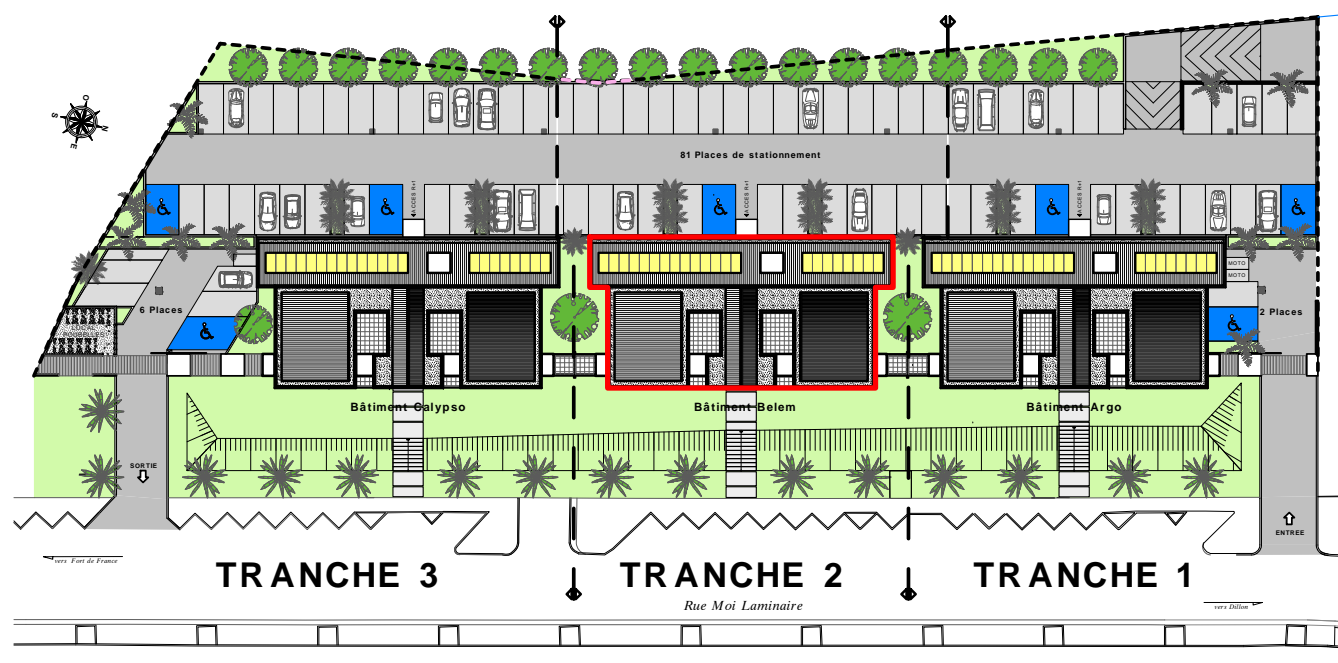 O
S
N
E
81 Places de stationnement
ACCES R+1
ACCES R+1
ACCES R+1
MOTO
MOTO
6 Places
2 Places
LOCAL
POUBELLES
Bâtiment Calypso
Bâtiment Belem
Bâtiment Argo
SORTIE
ENTREE
vers Fort de France
TRANCHE 3
TRANCHE 2
TRANCHE 1
Rue Moi Laminaire
vers Dillon